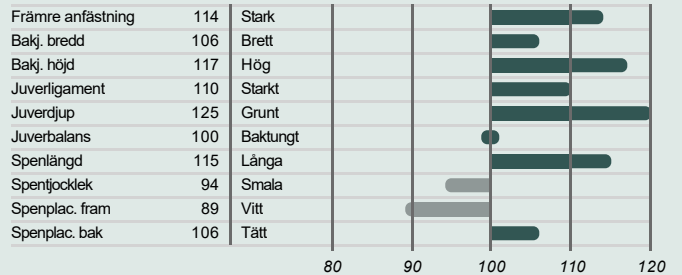 Främre anfästning 114 Stark
Bakj. bredd 106 Brett
Bakj. höjd 117 Hög
Juverligament 110 Starkt
Juverdjup 125 Grunt
Juverbalans 100 Baktungt
Spenlängd 115 Långa
Spentjocklek 94 Smala
Spenplac. fram 89 Vitt
Spenplac. bak 106 Tätt
80 90 100 110 120